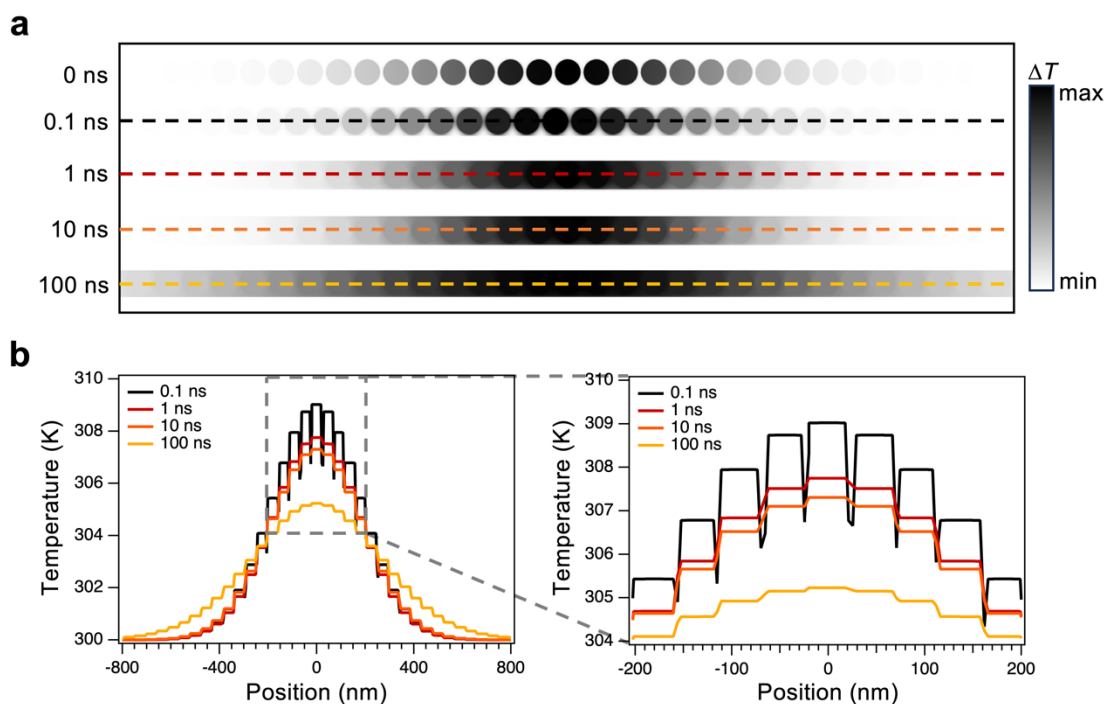 a
0 ns
0.1 ns
1 ns
10 ns
100 ns
ΔT
max
min
b
310
308
306
304
302
300
Temperature (K)
0.1 ns
1 ns
10 ns
100 ns
-800
-400
0
400
800
Position (nm)
310
309
308
307
306
305
304
Temperature (K)
0.1 ns
1 ns
10 ns
100 ns
-200
-100
0
100
200
Position (nm)